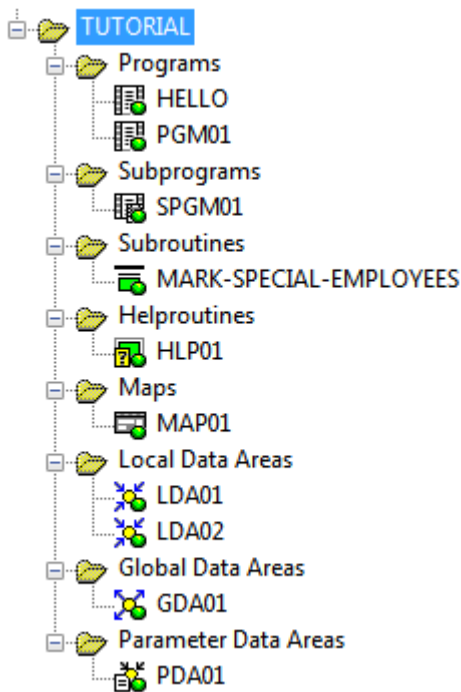 TUTORIAL
Programs
HELLO
PGM01
Subprograms
SPGM01
Subroutines
MARK-SPECIAL-EMPLOYEES
Helproutines
HLP01
Maps
MAP01
Local Data Areas
LDA01
LDA02
Global Data Areas
GDA01
Parameter Data Areas
PDA01